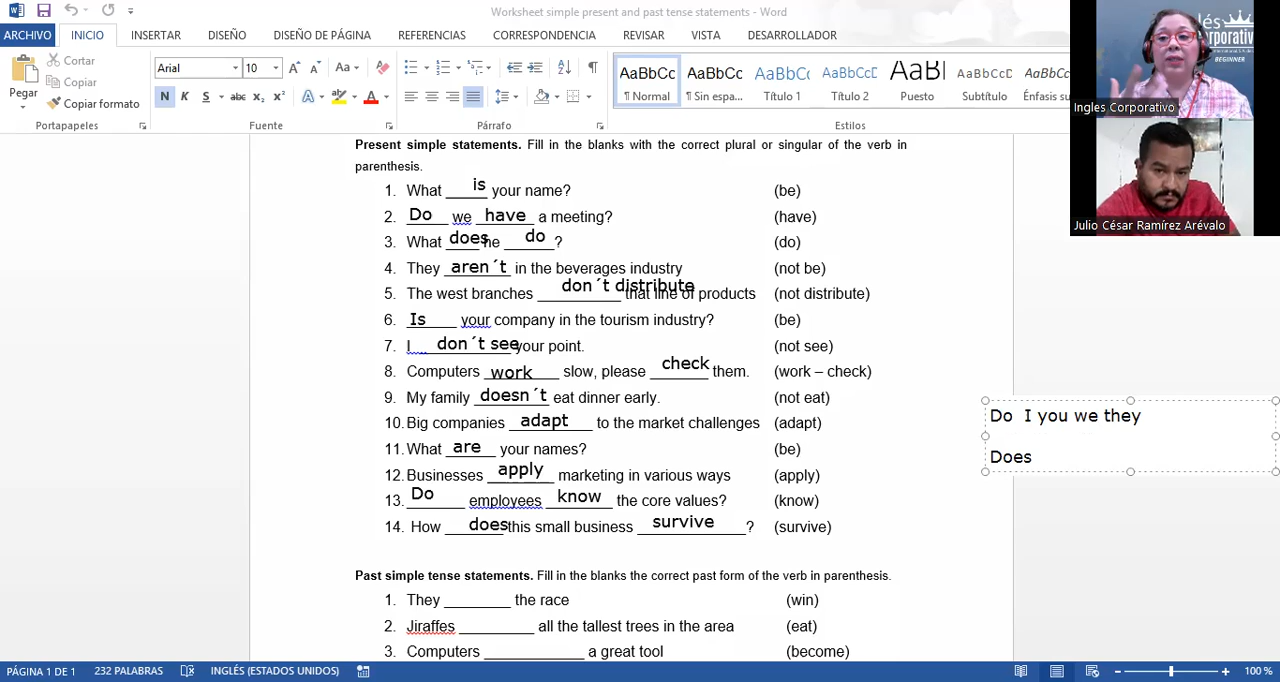 Worksheet simple present and past tense statements - Word
ARCHIVO INICIO INSERTAR DISEÑO DISEÑO DE PÁGINA REFERENCIAS CORRESPONDENCIA REVISAR VISTA DESARROLLADOR
Pegar
Cortar
Copiar
Copiar formato
Portapapeles
Arial 10
N K S abc x₂ x²
Fuente
Párrafo
AaBbCc AaBbCc AaBbC AaBbCcD AaB AaBbCcD AaBbCc
¶ Normal ¶ Sin espa... Título 1 Título 2 Puesto Subtítulo Énfasis su
Estilos
BEGINNER
Ingles Corporativo
Julio César Ramírez Arévalo
Present simple statements. Fill in the blanks with the correct plural or singular of the verb in
parenthesis.
1. What is your name? (be)
2. Do we have a meeting? (have)
3. What does he do ? (do)
4. They aren´t in the beverages industry (not be)
5. The west branches don´t distribute that line of products (not distribute)
6. Is your company in the tourism industry? (be)
7. I don´t see your point. (not see)
8. Computers work slow, please check them. (work – check)
9. My family doesn´t eat dinner early. (not eat)
10. Big companies adapt to the market challenges (adapt)
11. What are your names? (be)
12. Businesses apply marketing in various ways (apply)
13. Do employees know the core values? (know)
14. How does this small business survive ? (survive)
Do I you we they
Does
Past simple tense statements. Fill in the blanks the correct past form of the verb in parenthesis.
1. They ________ the race (win)
2. Jiraffes _________ all the tallest trees in the area (eat)
3. Computers ____________ a great tool (become)
PÁGINA 1 DE 1 232 PALABRAS INGLÉS (ESTADOS UNIDOS) 100 %